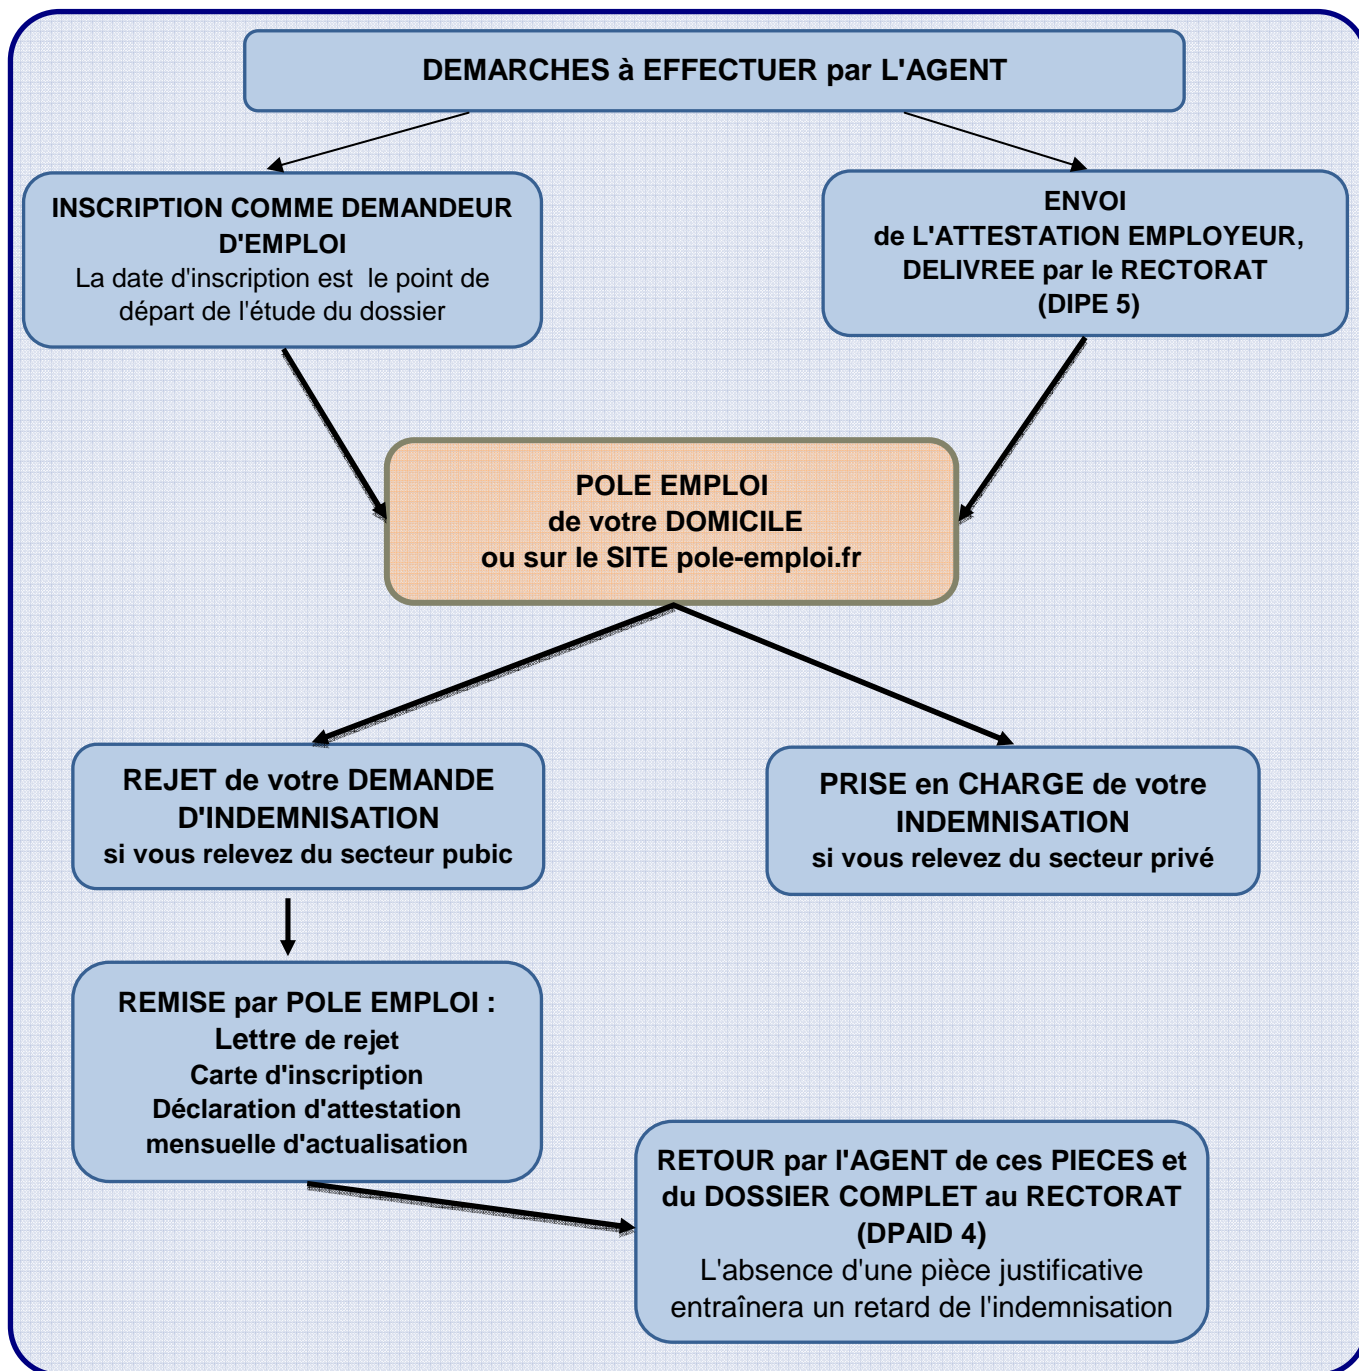 DEMARCHES à EFFECTUER par L'AGENT
INSCRIPTION COMME DEMANDEUR
D'EMPLOI
La date d'inscription est le point de
départ de l'étude du dossier
ENVOI
de L'ATTESTATION EMPLOYEUR,
DELIVREE par le RECTORAT
(DIPE 5)
POLE EMPLOI
de votre DOMICILE
ou sur le SITE pole-emploi.fr
REJET de votre DEMANDE
D'INDEMNISATION
si vous relevez du secteur pubic
PRISE en CHARGE de votre
INDEMNISATION
si vous relevez du secteur privé
REMISE par POLE EMPLOI :
Lettre de rejet
Carte d'inscription
Déclaration d'attestation
mensuelle d'actualisation
RETOUR par l'AGENT de ces PIECES et
du DOSSIER COMPLET au RECTORAT
(DPAID 4)
L'absence d'une pièce justificative
entraînera un retard de l'indemnisation